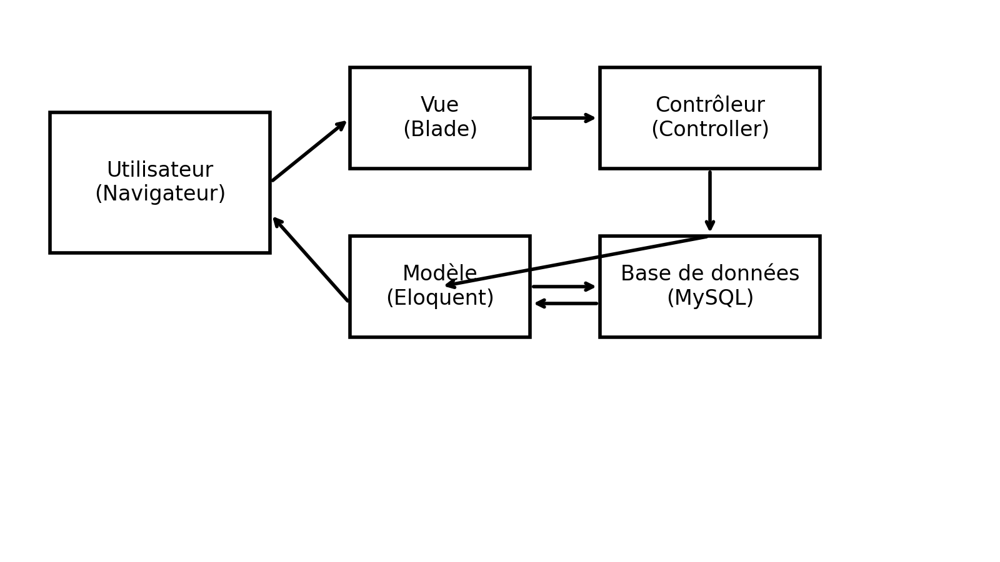 Vue
(Blade)
Contrôleur
(Controller)
Utilisateur
(Navigateur)
Modèle
(Eloquent)
Base de données
(MySQL)